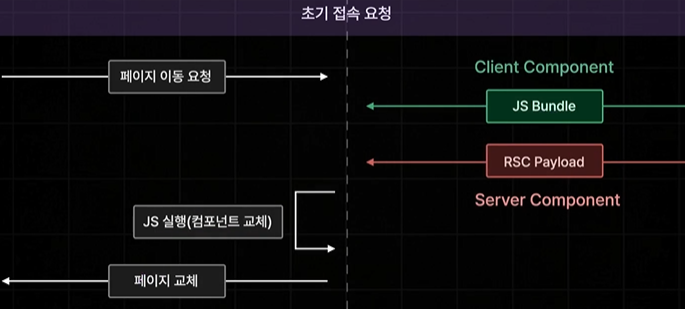 초기 접속 요청
페이지 이동 요청
Client Component
JS Bundle
RSC Payload
Server Component
JS 실행(컴포넌트 교체)
페이지 교체